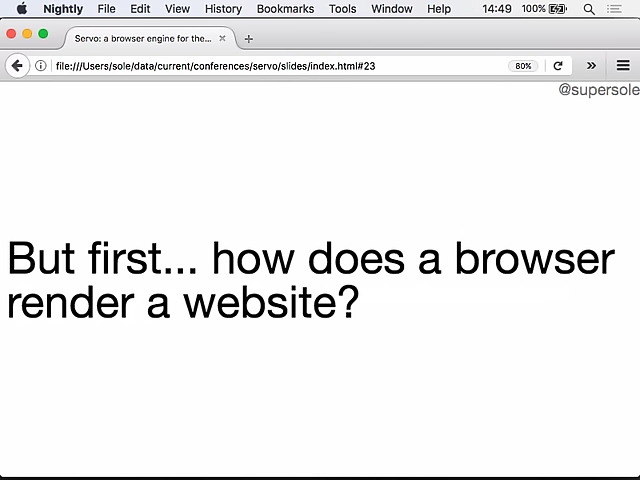 Nightly File Edit View History Bookmarks Tools Window Help 14:49 100%
Servo: a browser engine for the...
file:///Users/sole/data/current/conferences/servo/slides/index.html#23 80%
@supersole
But first... how does a browser
render a website?